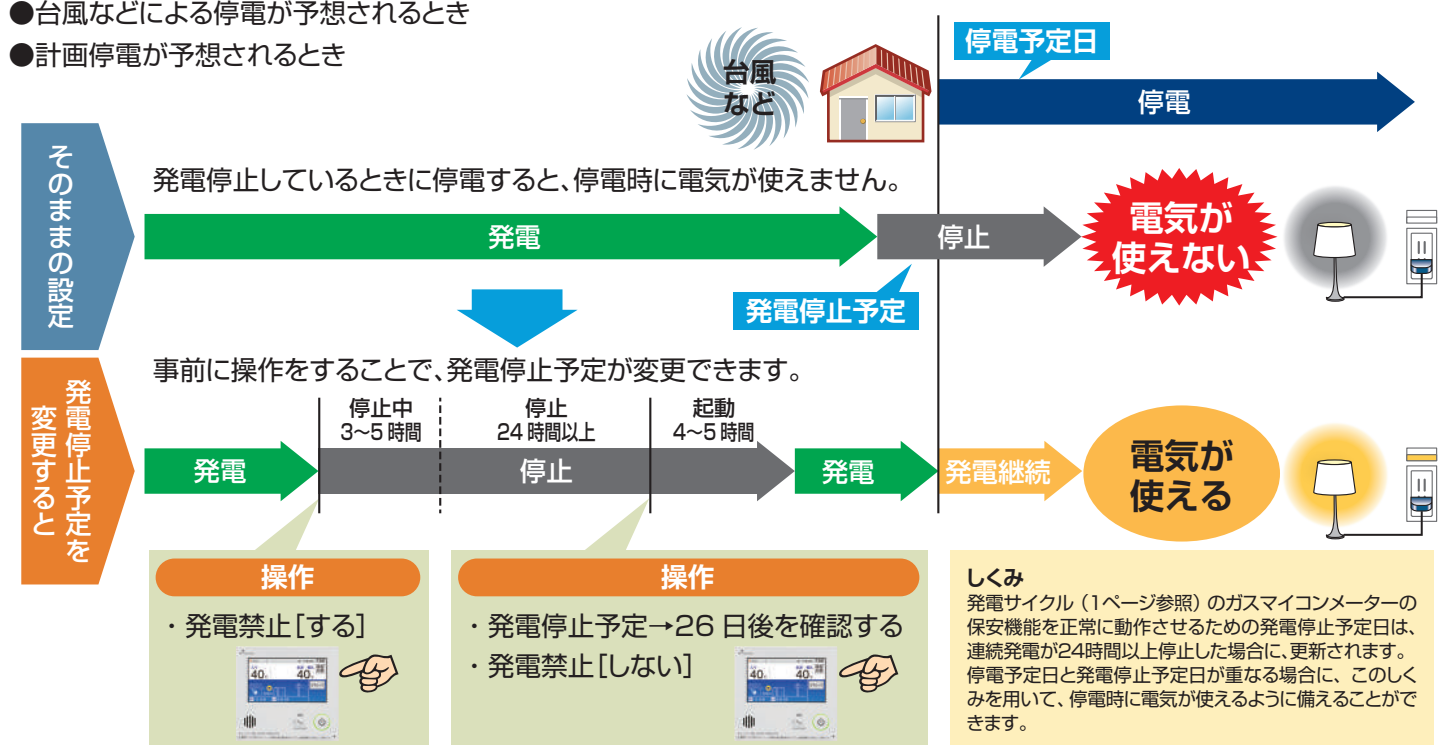 ●台風などによる停電が予想されるとき
●計画停電が予想されるとき
台風
など
停電予定日
停電
そのままの設定
発電停止しているときに停電すると、停電時に電気が使えません。
発電
停止
電気が
使えない
発電停止予定
発電停止予定を
変更すると
事前に操作をすることで、発電停止予定が変更できます。
停止中
3〜5 時間
停止
24 時間以上
起動
4〜5 時間
発電
停止
発電
発電継続
電気が
使える
操作
・発電禁止[する]
40
40
操作
・発電停止予定→26 日後を確認する
・発電禁止[しない]
40
40
しくみ
発電サイクル（1ページ参照）のガスマイコンメーターの
保安機能を正常に動作させるための発電停止予定日は、
連続発電が24時間以上停止した場合に、更新されます。
停電予定日と発電停止予定日が重なる場合に、このしく
みを用いて、停電時に電気が使えるように備えることがで
きます。